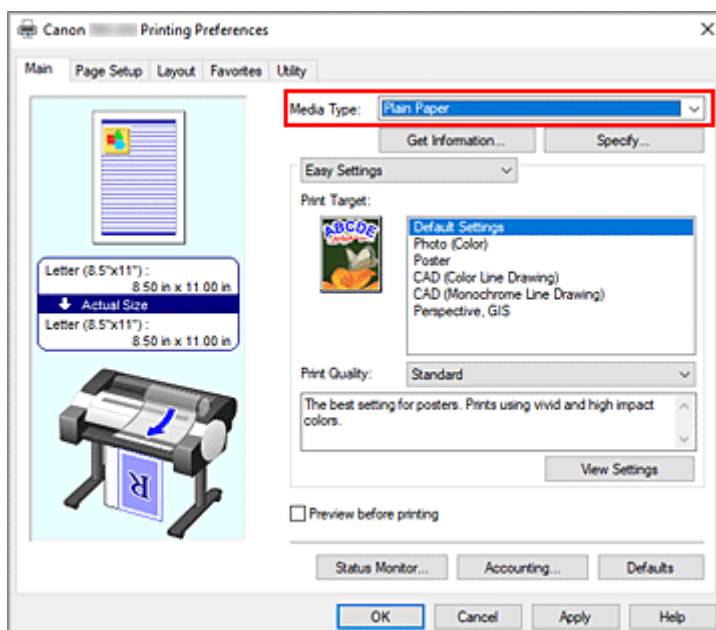 Canon Printing Preferences
Main Page Setup Layout Favorites Utility
Media Type: Plain Paper
Get Information... Specify...
Easy Settings
Print Target:
ABCDE
Default Settings
Photo (Color)
Poster
CAD (Color Line Drawing)
CAD (Monochrome Line Drawing)
Perspective, GIS
Letter (8.5"x11") :
8.50 in x 11.00 in
Actual Size
Letter (8.5"x11") :
8.50 in x 11.00 in
R
Print Quality: Standard
The best setting for posters. Prints using vivid and high impact
colors.
View Settings
Preview before printing
Status Monitor... Accounting... Defaults
OK Cancel Apply Help